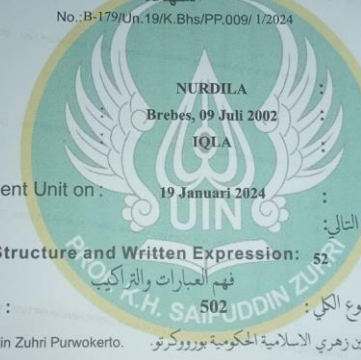 No.:B-179/Un.19/K.Bhs/PP.009/ 1/2024
NURDILA :
Brebes, 09 Juli 2002 :
IQLA :
ent Unit on : 19 Januari 2024 :
التالي:
Structure and Written Expression: 52
فهم العبارات والتراكيب
: 502 وع الكلي :
in Zuhri Purwokerto. ن زهري الاسلامية الحكومية بورووكرتو.
UIN
PROF. K.H. SAIFUDDIN ZUHRI